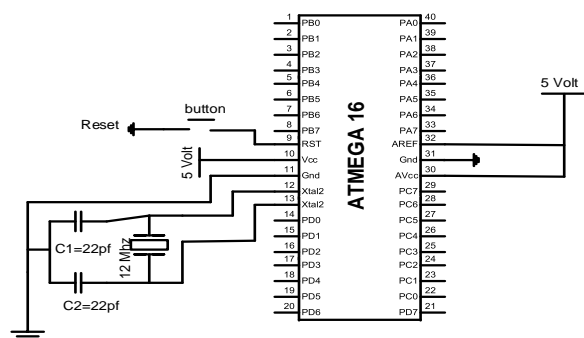 1 PB0 PA0 40
2 PB1 PA1 39
3 PB2 PA2 38
4 PB3 PA3 37
5 PB4 PA4 36
6 PB5 PA5 35
7 PB6 PA6 34
8 PB7 PA7 33
9 RST AREF 32
10 Vcc Gnd 31
11 Gnd AVcc 30
12 Xtal2 PC7 29
13 Xtal2 PC6 28
14 PD0 PC5 27
15 PD1 PC4 26
16 PD2 PC3 25
17 PD3 PC2 24
18 PD4 PC1 23
19 PD5 PC0 22
20 PD6 PD7 21
ATMEGA 16
button
Reset
5 Volt
5 Volt
C1=22pf
12 Mhz
C2=22pf